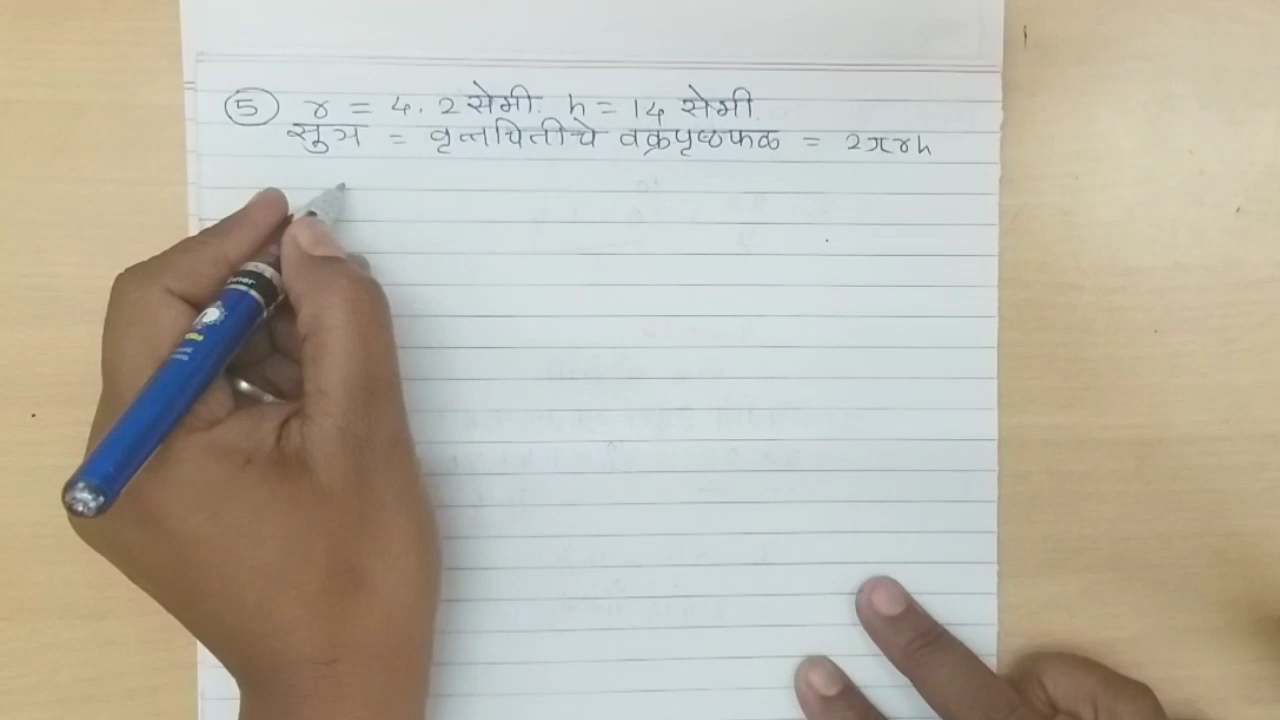 5 r = 4.2 सेमी. h = 14 सेमी.
सुत्र = वृत्तचितीचे वक्रपृष्ठफळ = 2πrh